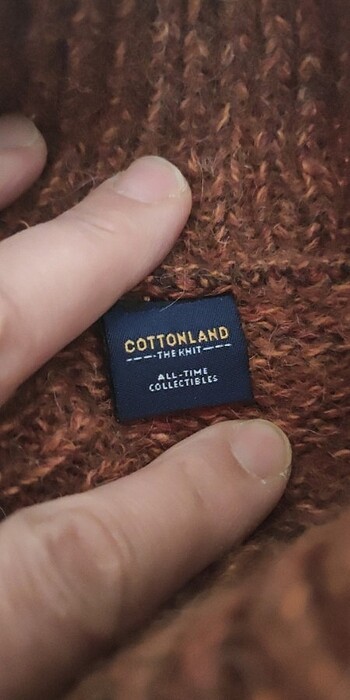 COTTONLAND
THE KNIT
ALL-TIME
COLLECTIBLES